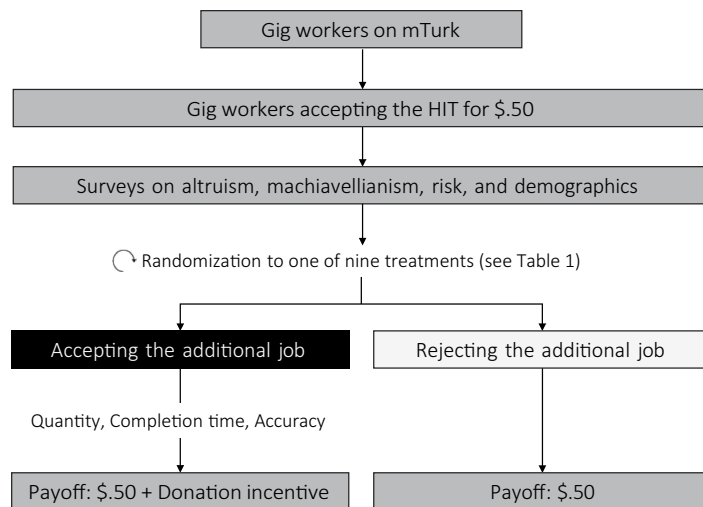 Gig workers on mTurk
Gig workers accepting the HIT for $.50
Surveys on altruism, machiavellianism, risk, and demographics
Randomization to one of nine treatments (see Table 1)
Accepting the additional job
Rejecting the additional job
Quantity, Completion time, Accuracy
Payoff: $.50 + Donation incentive
Payoff: $.50